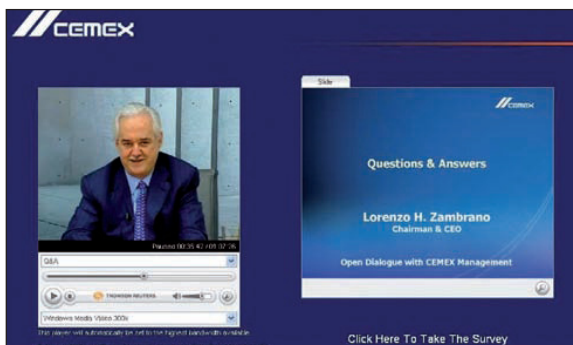 CEMEX
Paused 00:35:42 / 01:07:26
Q&A
THOMSON REUTERS
Windows Media Video 300k
This player will automatically be set to the highest bandwidth available
Slide
CEMEX
Questions & Answers
Lorenzo H. Zambrano
Chairman & CEO
Open Dialogue with CEMEX Management
Click Here To Take The Survey